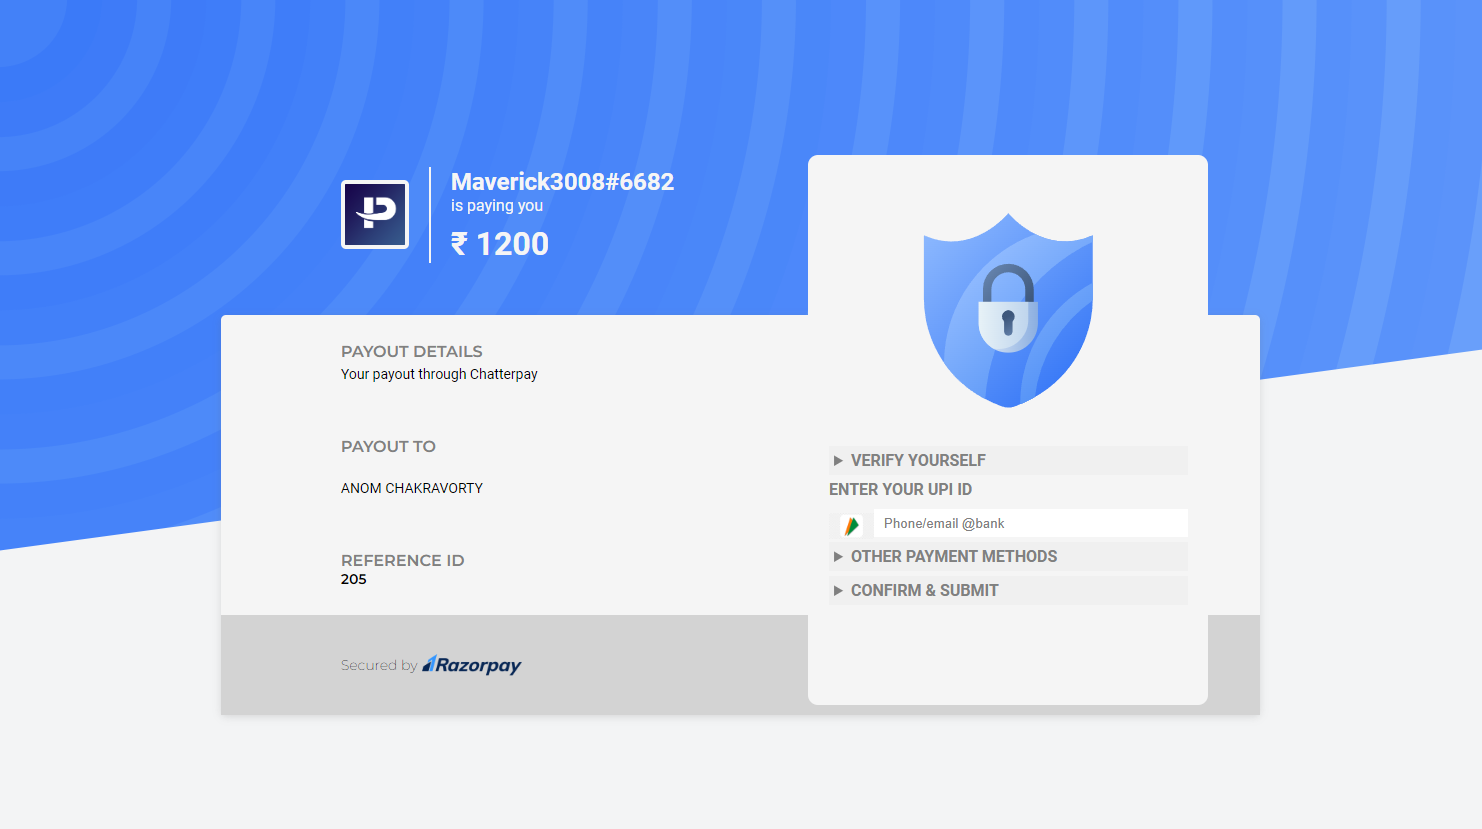 Maverick3008#6682
is paying you
₹ 1200
PAYOUT DETAILS
Your payout through Chatterpay
PAYOUT TO
ANOM CHAKRAVORTY
REFERENCE ID
205
Secured by Razorpay
VERIFY YOURSELF
ENTER YOUR UPI ID
Phone/email @bank
OTHER PAYMENT METHODS
CONFIRM & SUBMIT